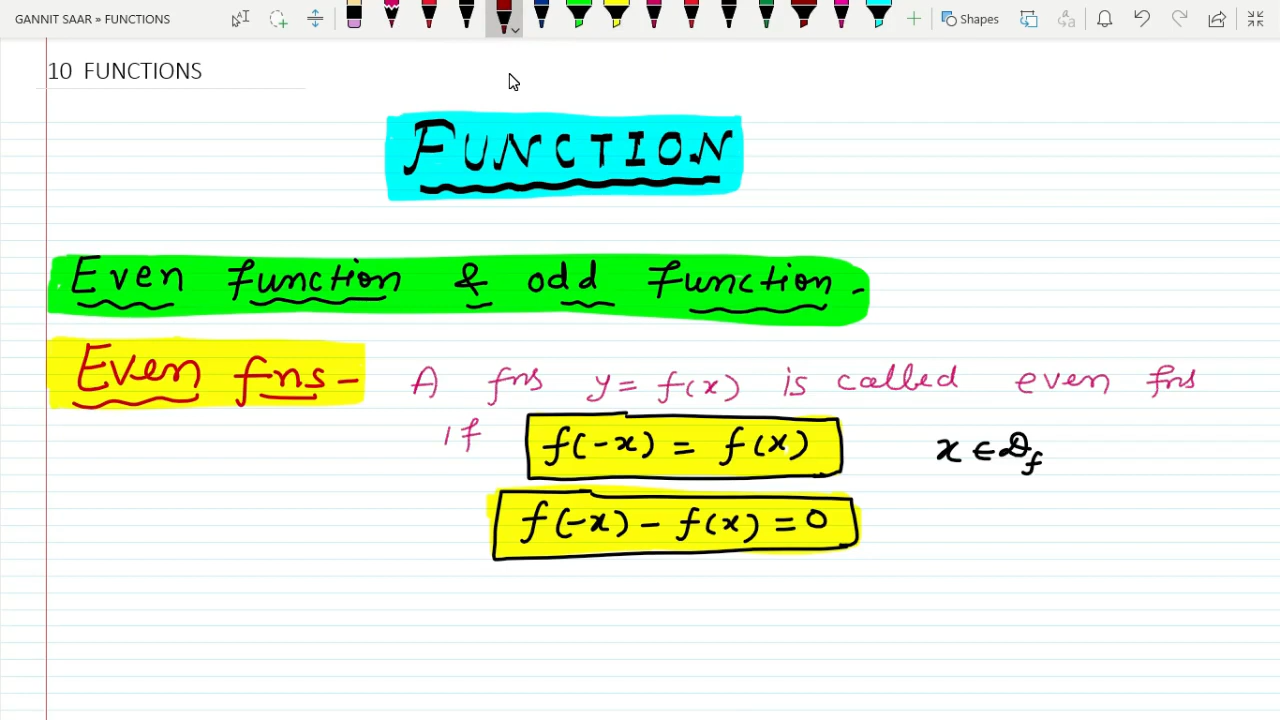 GANNIT SAAR » FUNCTIONS
Shapes
10 FUNCTIONS
FUNCTION
Even function & odd Function -
Even fns - A fns y = f(x) is called even fns
if f(-x) = f(x) x ∈ Df
f(-x) - f(x) = 0